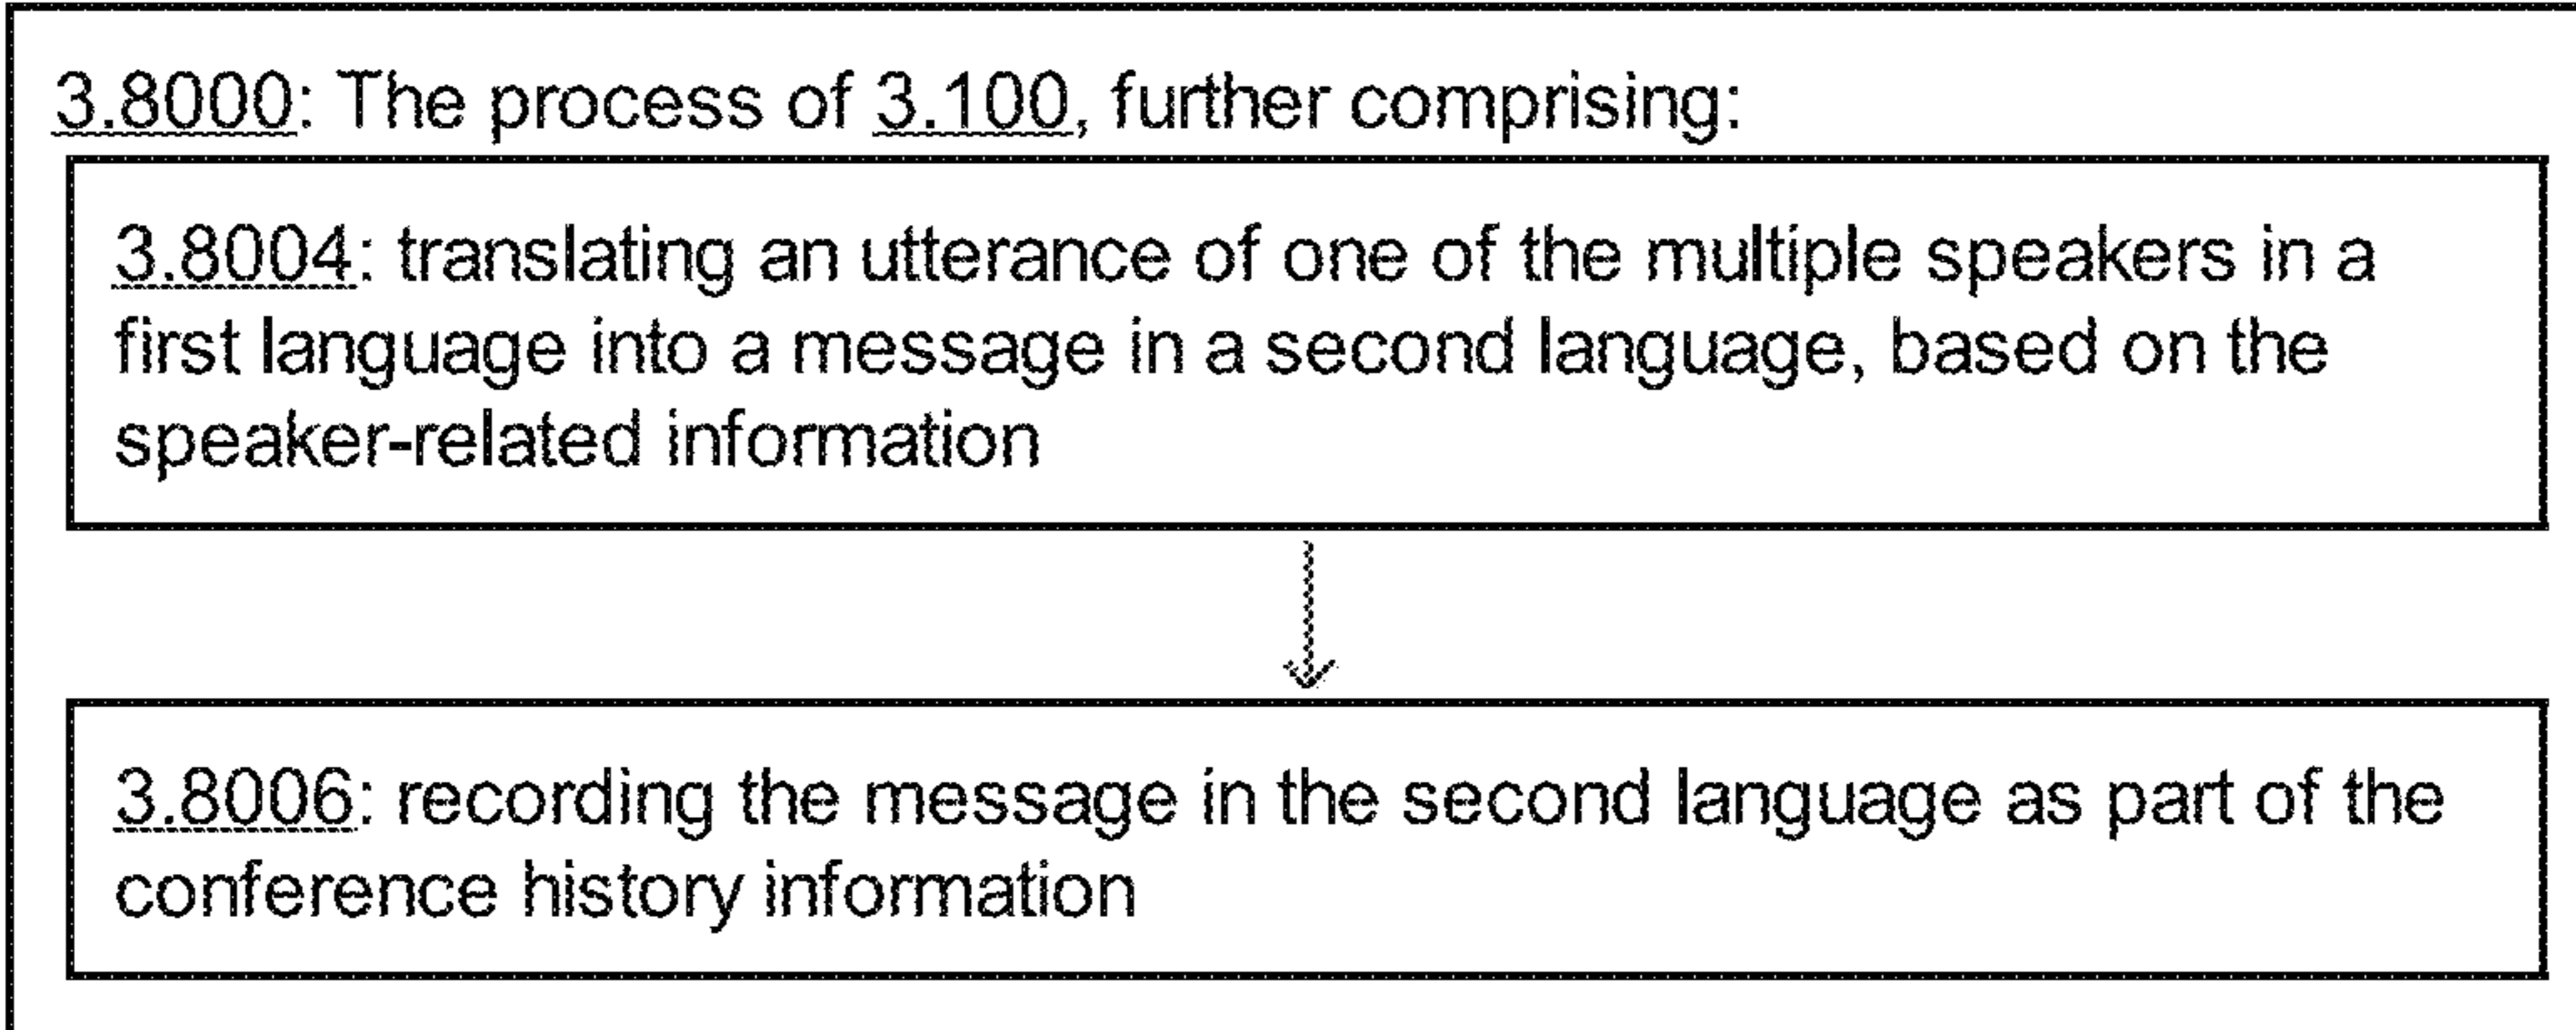 3.8000: The process of 3.100, further comprising:
3.8004: translating an utterance of one of the multiple speakers in a
first language into a message in a second language, based on the
speaker-related information
3.8006: recording the message in the second language as part of the
conference history information